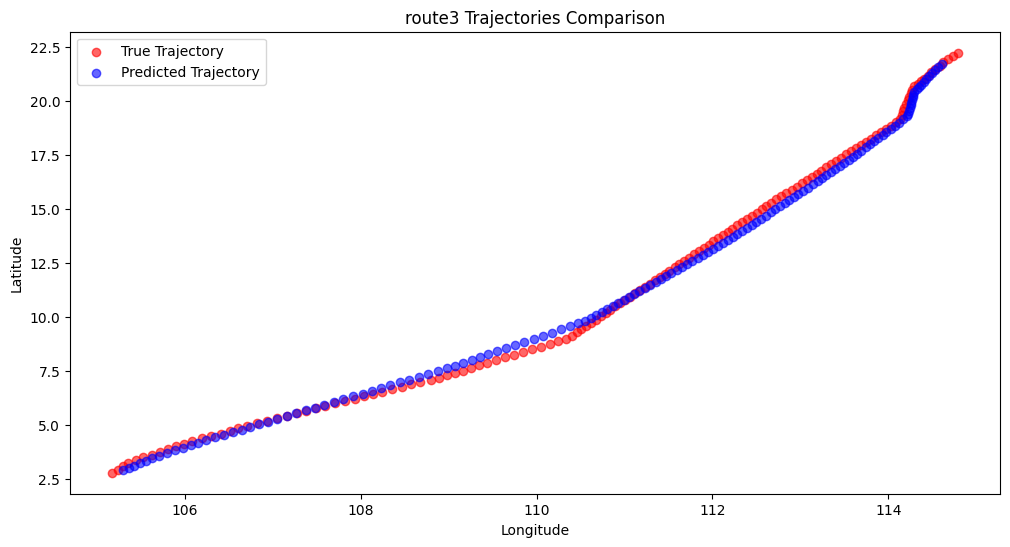 route3 Trajectories Comparison
True Trajectory
Predicted Trajectory
22.5
20.0
17.5
15.0
12.5
10.0
7.5
5.0
2.5
Latitude
106 108 110 112 114
Longitude